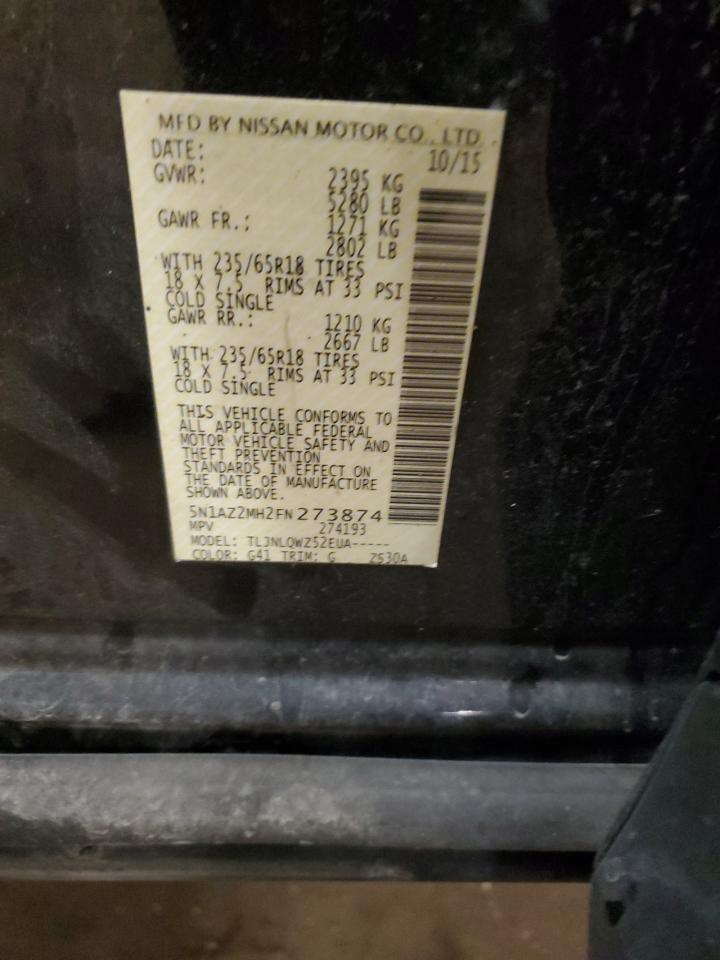 MFD BY NISSAN MOTOR CO., LTD.
DATE: 10/15
GVWR: 2395 KG
5280 LB
GAWR FR.: 1271 KG
2802 LB
WITH 235/65R18 TIRES
18 X 7.5 RIMS AT 33 PSI
COLD SINGLE
GAWR RR.: 1210 KG
2667 LB
WITH 235/65R18 TIRES
18 X 7.5 RIMS AT 33 PSI
COLD SINGLE
THIS VEHICLE CONFORMS TO
ALL APPLICABLE FEDERAL
MOTOR VEHICLE SAFETY AND
THEFT PREVENTION
STANDARDS IN EFFECT ON
THE DATE OF MANUFACTURE
SHOWN ABOVE.
5N1AZ2MH2FN273874
MPV 274193
MODEL: TLJNLQWZ52EUA-----
COLOR: G41 TRIM: G Z530A